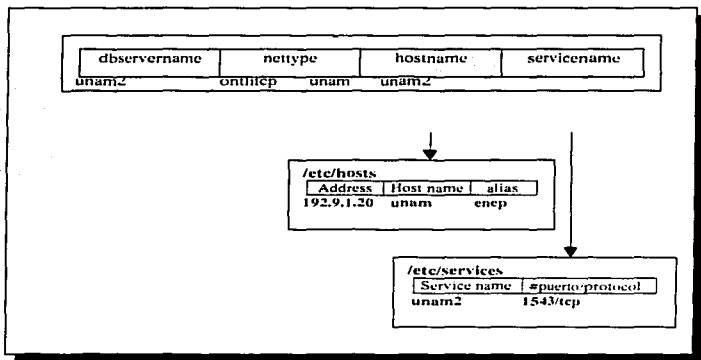 dbservername nettype hostname servicename
unam2 ontlitcp unam unam2
/etc/hosts
Address Host name alias
192.9.1.20 unam enep
/etc/services
Service name #puerto/protocol
unam2 1543/tcp